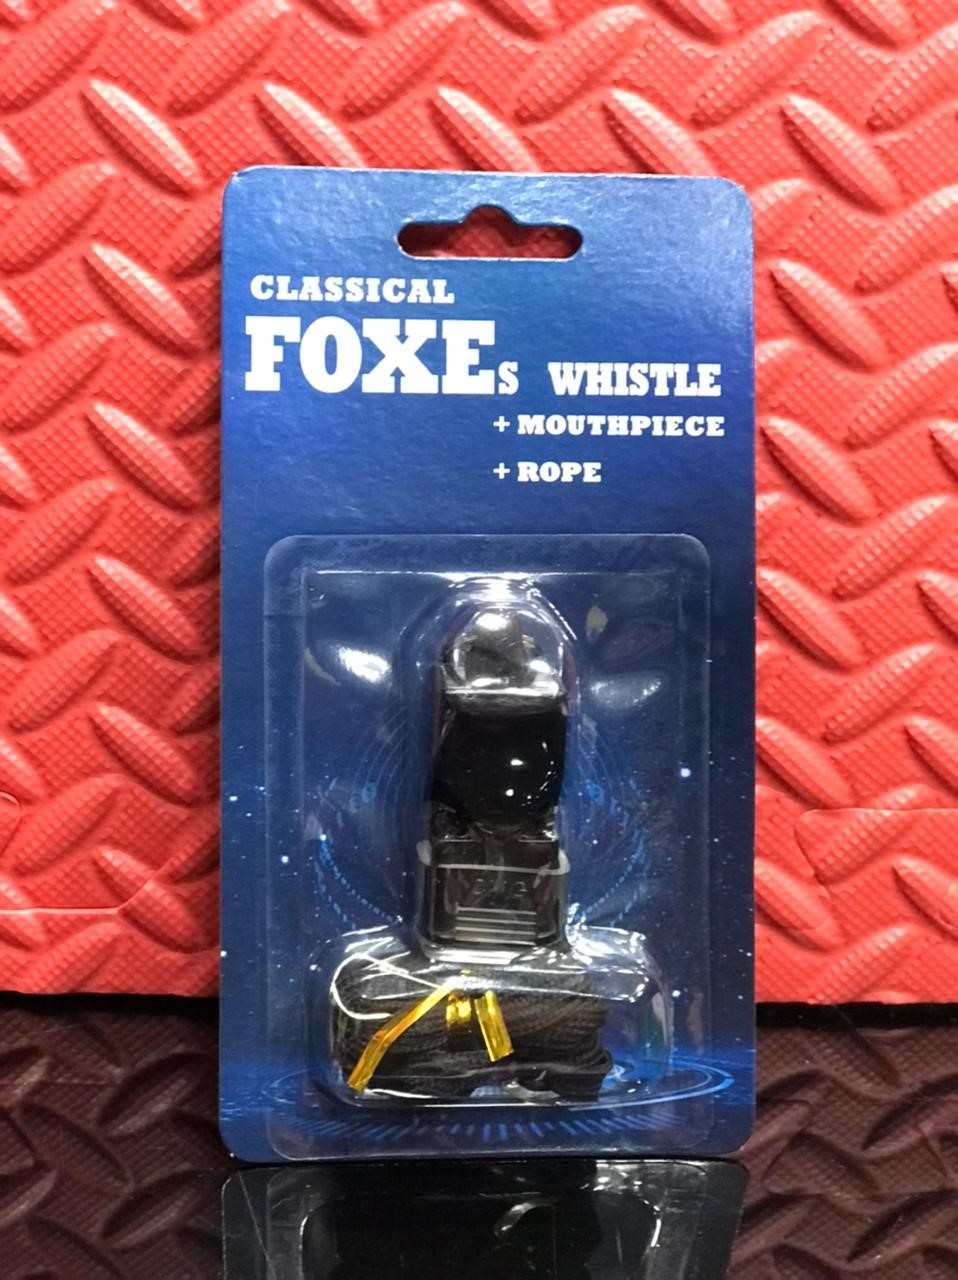 CLASSICAL
FOXEs WHISTLE
+ MOUTHPIECE
+ ROPE